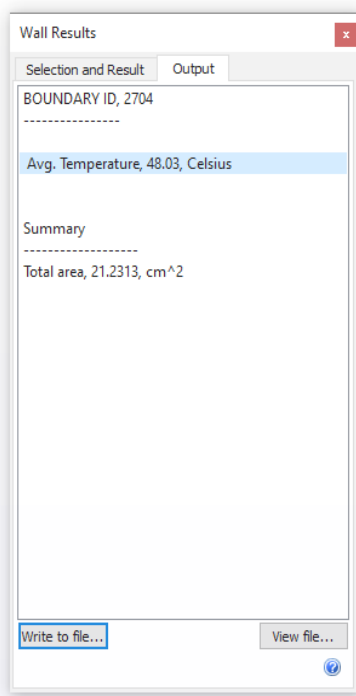 Wall Results
x
Selection and Result Output
BOUNDARY ID, 2704
----------------
Avg. Temperature, 48.03, Celsius
Summary
-------------------
Total area, 21.2313, cm^2
Write to file... View file...
?